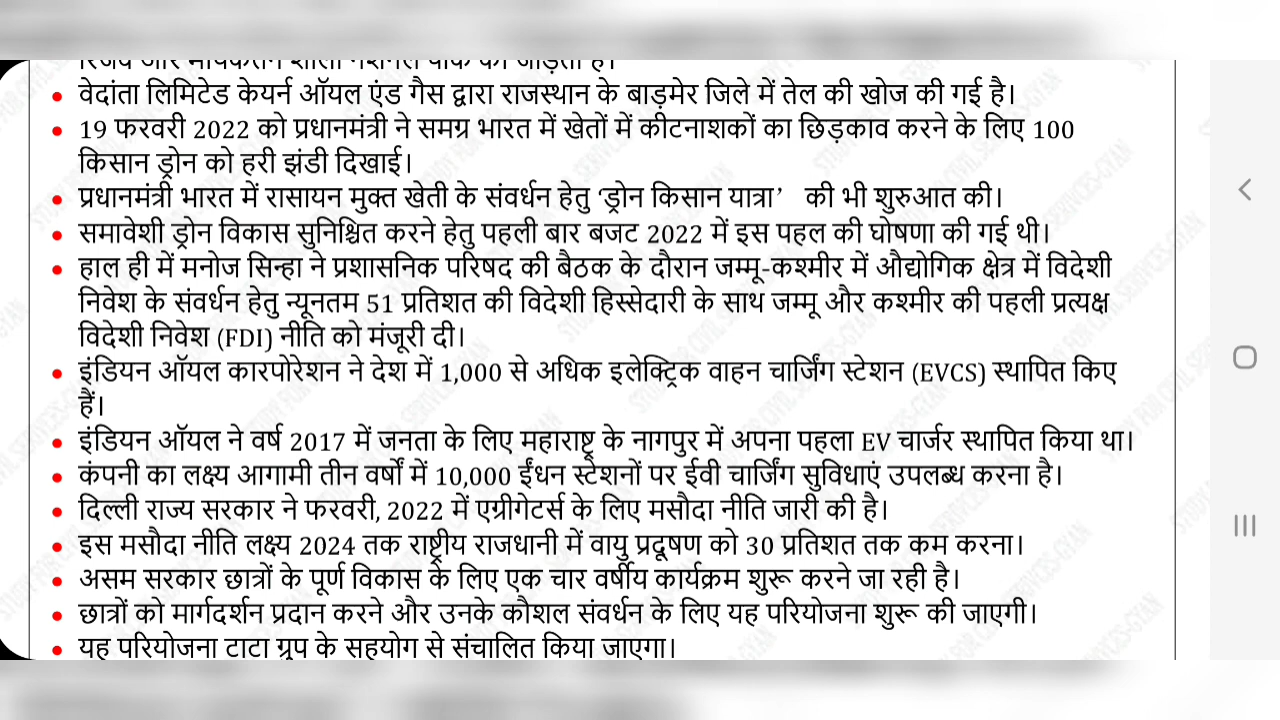 वेदांता लिमिटेड केयर्न ऑयल एंड गैस द्वारा राजस्थान के बाड़मेर जिले में तेल की खोज की गई है।
19 फरवरी 2022 को प्रधानमंत्री ने समग्र भारत में खेतों में कीटनाशकों का छिड़काव करने के लिए 100
किसान ड्रोन को हरी झंडी दिखाई।
प्रधानमंत्री भारत में रासायन मुक्त खेती के संवर्धन हेतु ‘ड्रोन किसान यात्रा’ की भी शुरुआत की।
समावेशी ड्रोन विकास सुनिश्चित करने हेतु पहली बार बजट 2022 में इस पहल की घोषणा की गई थी।
हाल ही में मनोज सिन्हा ने प्रशासनिक परिषद की बैठक के दौरान जम्मू-कश्मीर में औद्योगिक क्षेत्र में विदेशी
निवेश के संवर्धन हेतु न्यूनतम 51 प्रतिशत की विदेशी हिस्सेदारी के साथ जम्मू और कश्मीर की पहली प्रत्यक्ष
विदेशी निवेश (FDI) नीति को मंजूरी दी।
इंडियन ऑयल कारपोरेशन ने देश में 1,000 से अधिक इलेक्ट्रिक वाहन चार्जिंग स्टेशन (EVCS) स्थापित किए
हैं।
इंडियन ऑयल ने वर्ष 2017 में जनता के लिए महाराष्ट्र के नागपुर में अपना पहला EV चार्जर स्थापित किया था।
कंपनी का लक्ष्य आगामी तीन वर्षों में 10,000 ईंधन स्टेशनों पर ईवी चार्जिंग सुविधाएं उपलब्ध करना है।
दिल्ली राज्य सरकार ने फरवरी, 2022 में एग्रीगेटर्स के लिए मसौदा नीति जारी की है।
इस मसौदा नीति लक्ष्य 2024 तक राष्ट्रीय राजधानी में वायु प्रदूषण को 30 प्रतिशत तक कम करना।
असम सरकार छात्रों के पूर्ण विकास के लिए एक चार वर्षीय कार्यक्रम शुरू करने जा रही है।
छात्रों को मार्गदर्शन प्रदान करने और उनके कौशल संवर्धन के लिए यह परियोजना शुरू की जाएगी।
यह परियोजना टाटा ग्रुप के सहयोग से संचालित किया जाएगा।